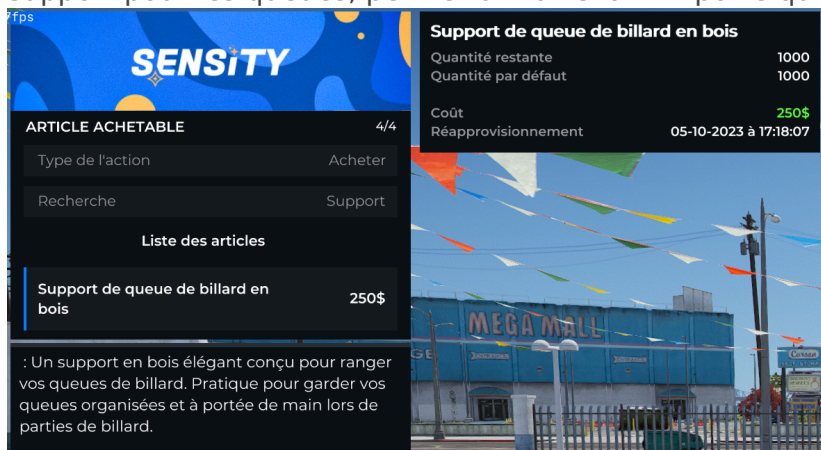 7fps
SENSiTY
ARTICLE ACHETABLE 4/4
Type de l'action Acheter
Recherche Support
Liste des articles
Support de queue de billard en
bois 250$
: Un support en bois élégant conçu pour ranger
vos queues de billard. Pratique pour garder vos
queues organisées et à portée de main lors de
parties de billard.
Support de queue de billard en bois
Quantité restante 1000
Quantité par défaut 1000
Coût 250$
Réapprovisionnement 05-10-2023 à 17:18:07
MEGA MALL